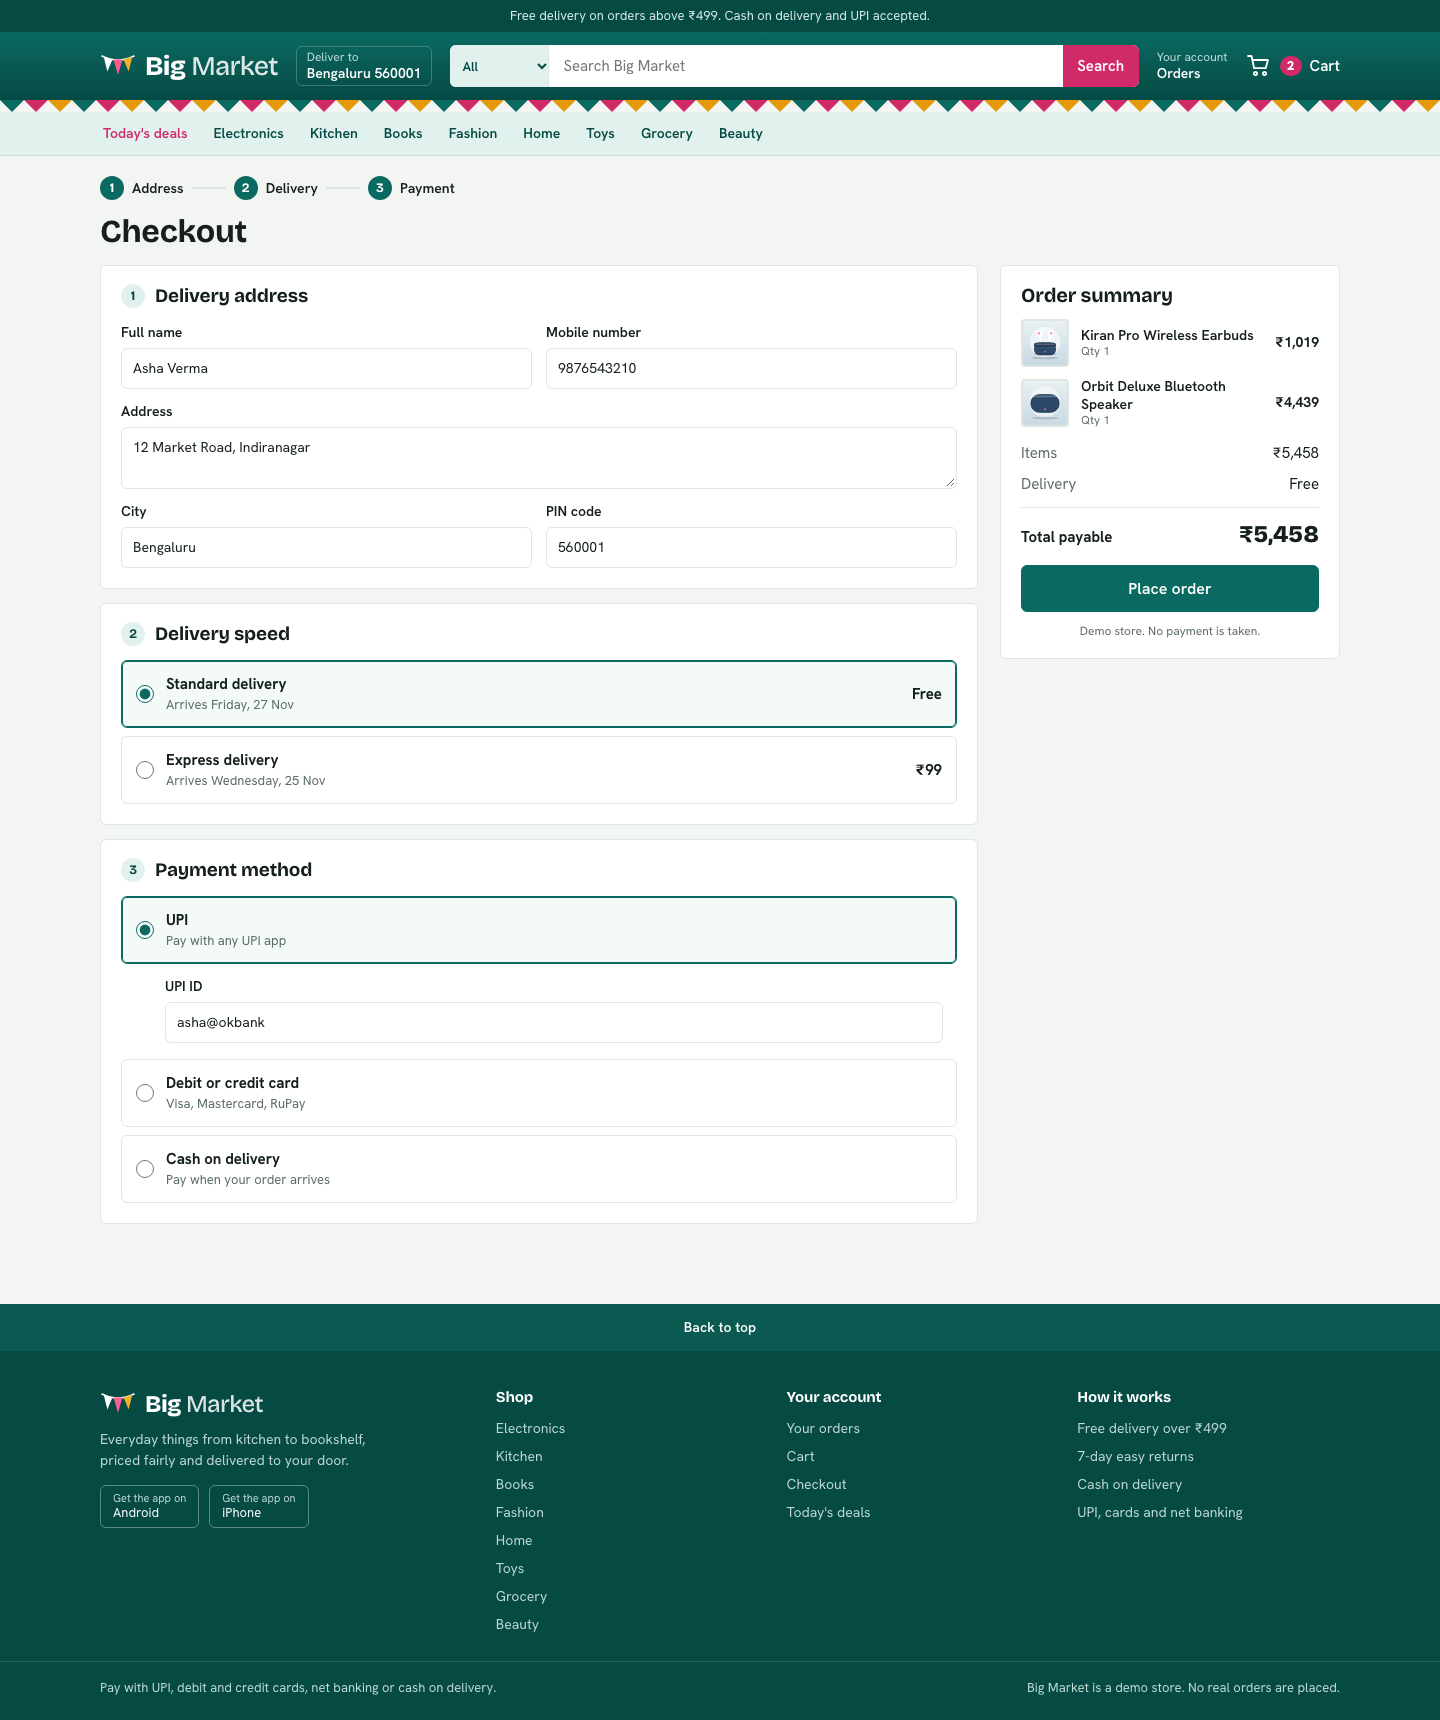 Free delivery on orders above ₹499. Cash on delivery and UPI accepted.
Big Market
Deliver to
Bengaluru 560001
All
Search Big Market
Search
Your account
Orders
2
Cart
Today's deals
Electronics
Kitchen
Books
Fashion
Home
Toys
Grocery
Beauty
1 Address
2 Delivery
3 Payment
Checkout
1 Delivery address
Full name
Asha Verma
Mobile number
9876543210
Address
12 Market Road, Indiranagar
City
Bengaluru
PIN code
560001
2 Delivery speed
Standard delivery
Arrives Friday, 27 Nov
Free
Express delivery
Arrives Wednesday, 25 Nov
₹99
3 Payment method
UPI
Pay with any UPI app
UPI ID
asha@okbank
Debit or credit card
Visa, Mastercard, RuPay
Cash on delivery
Pay when your order arrives
Order summary
Kiran Pro Wireless Earbuds
Qty 1
₹1,019
Orbit Deluxe Bluetooth
Speaker
Qty 1
₹4,439
Items ₹5,458
Delivery Free
Total payable ₹5,458
Place order
Demo store. No payment is taken.
Back to top
Big Market
Everyday things from kitchen to bookshelf,
priced fairly and delivered to your door.
Get the app on
Android
Get the app on
iPhone
Shop
Electronics
Kitchen
Books
Fashion
Home
Toys
Grocery
Beauty
Your account
Your orders
Cart
Checkout
Today's deals
How it works
Free delivery over ₹499
7-day easy returns
Cash on delivery
UPI, cards and net banking
Pay with UPI, debit and credit cards, net banking or cash on delivery.
Big Market is a demo store. No real orders are placed.